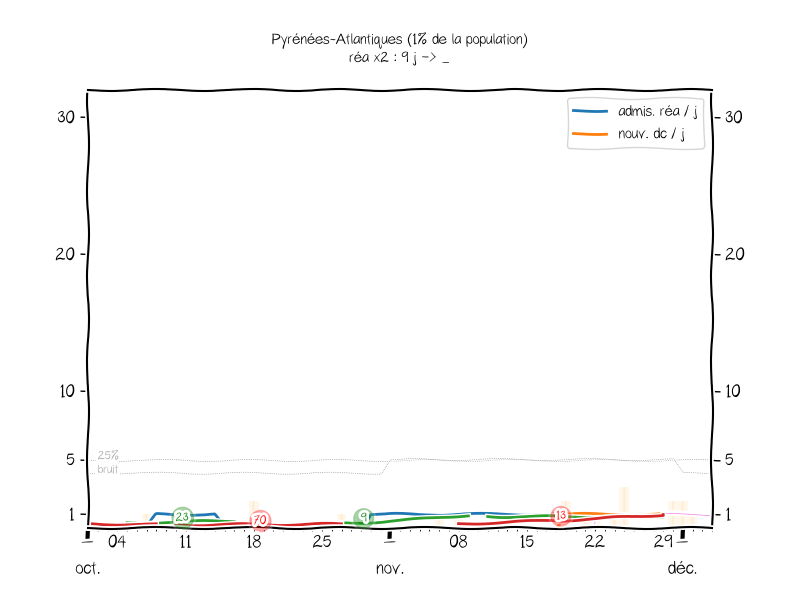 Pyrénées-Atlantiques (1% de la population)
réa x2 : 9 j -> _
admis. réa / j
nouv. dc / j
30 30
20 20
10 10
25%
5 5
bruit
1 1
23 70 9 13
04 11 18 25 08 15 22 29
oct. nov. déc.